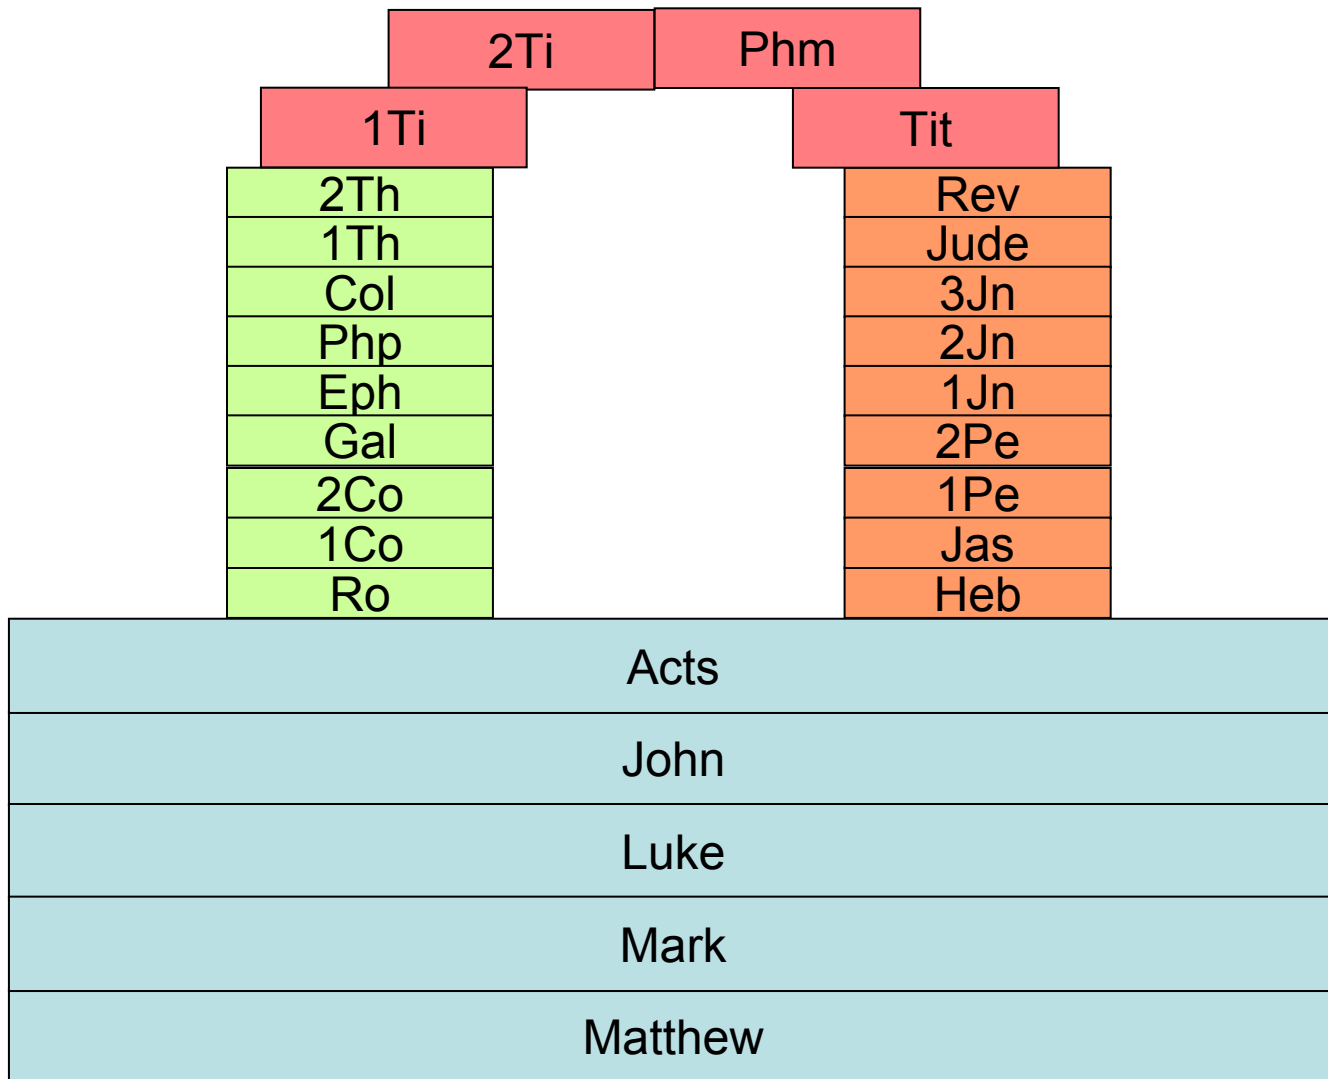 2Ti Phm
1Ti Tit
2Th Rev
1Th Jude
Col 3Jn
Php 2Jn
Eph 1Jn
Gal 2Pe
2Co 1Pe
1Co Jas
Ro Heb
Acts
John
Luke
Mark
Matthew